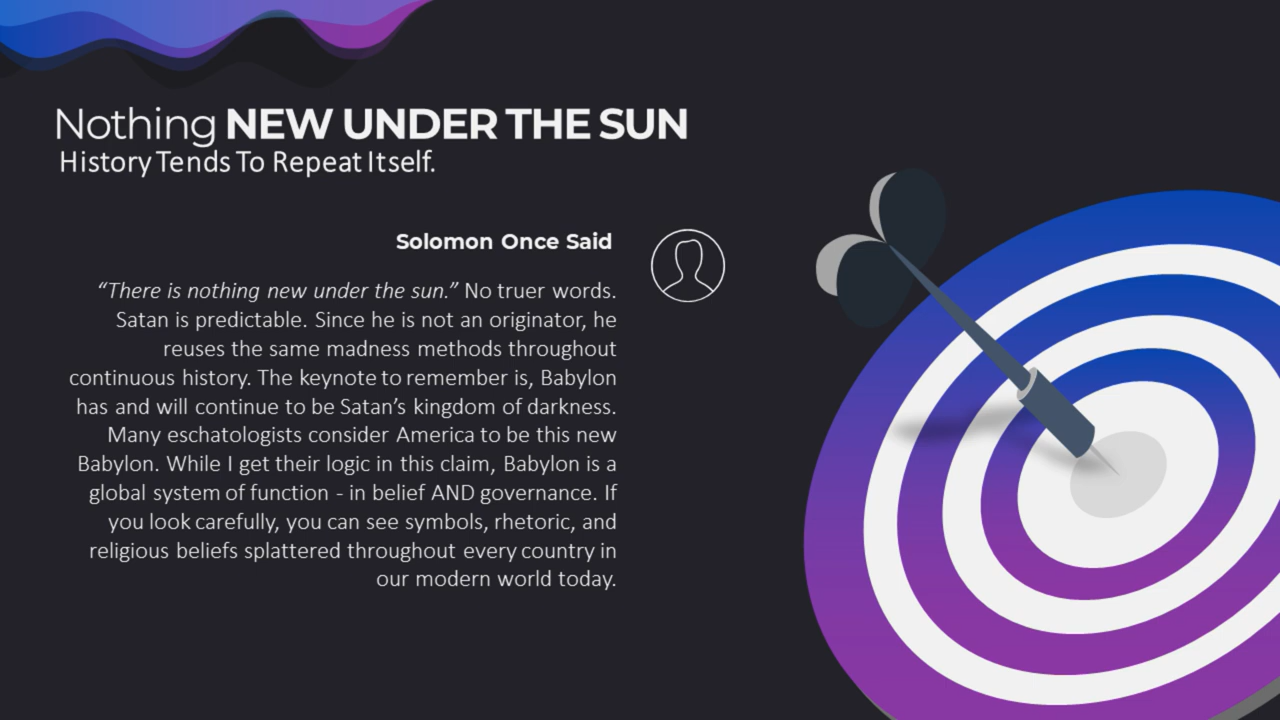 Nothing NEW UNDER THE SUN
History Tends To Repeat Itself.
Solomon Once Said
“There is nothing new under the sun.” No truer words.
Satan is predictable. Since he is not an originator, he
reuses the same madness methods throughout
continuous history. The keynote to remember is, Babylon
has and will continue to be Satan’s kingdom of darkness.
Many eschatologists consider America to be this new
Babylon. While I get their logic in this claim, Babylon is a
global system of function - in belief AND governance. If
you look carefully, you can see symbols, rhetoric, and
religious beliefs splattered throughout every country in
our modern world today.